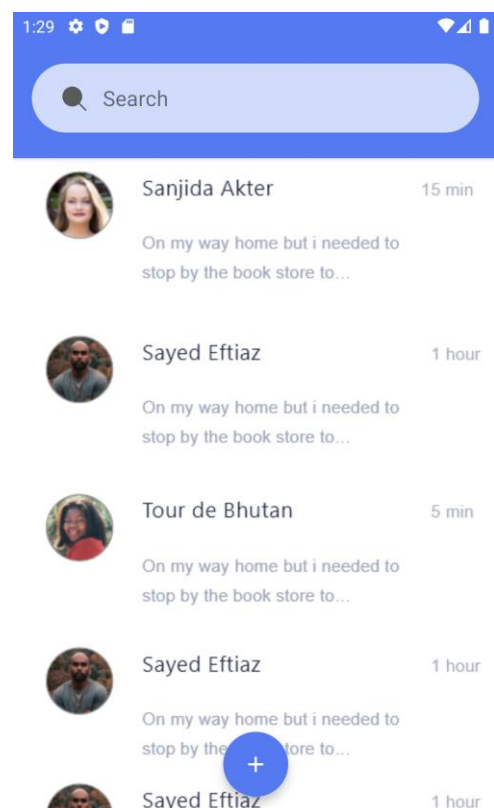 1:29
Search
Sanjida Akter 15 min
On my way home but i needed to
stop by the book store to...
Sayed Eftiaz 1 hour
On my way home but i needed to
stop by the book store to...
Tour de Bhutan 5 min
On my way home but i needed to
stop by the book store to...
Sayed Eftiaz 1 hour
On my way home but i needed to
stop by the tore to...
+
Sayed Eftiaz 1 hour